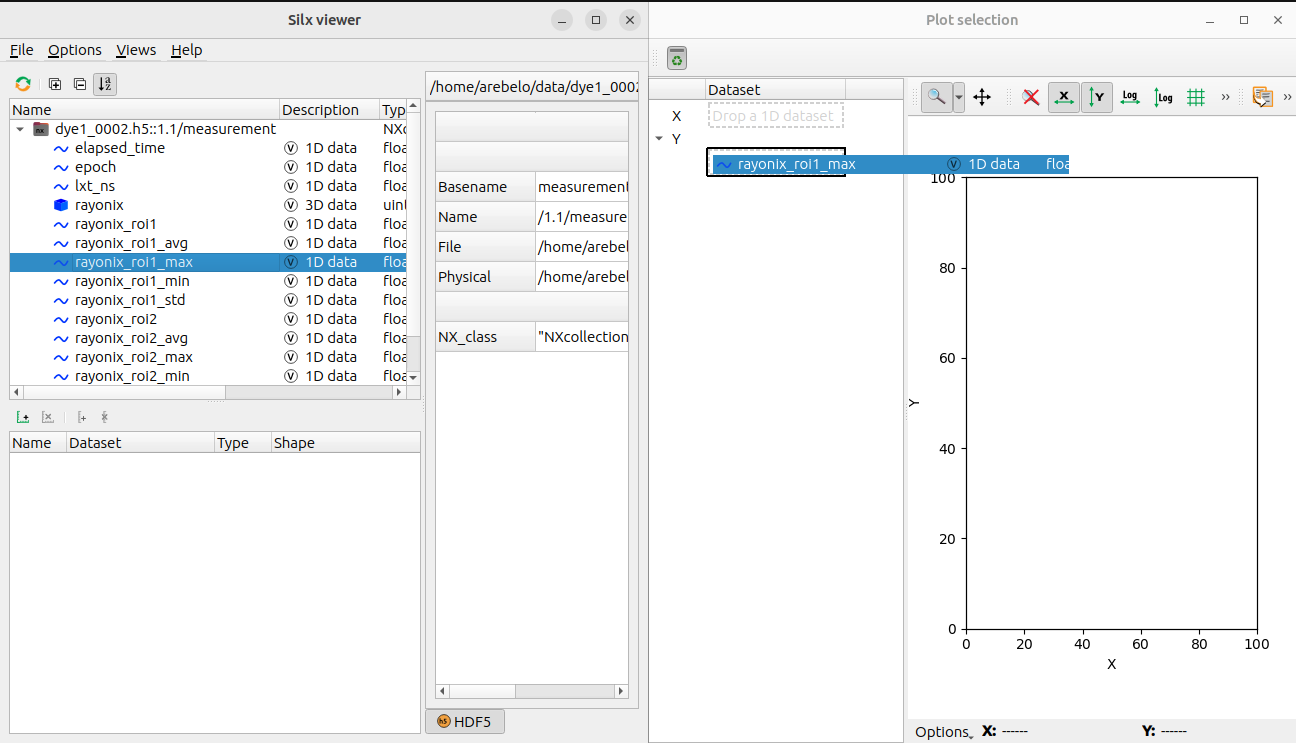 Silx viewer
File Options Views Help
Name Description Typ
dye1_0002.h5::1.1/measurement NXc
elapsed_time V 1D data floa
epoch V 1D data floa
lxt_ns V 1D data floa
rayonix V 3D data uin
rayonix_roi1 V 1D data floa
rayonix_roi1_avg V 1D data floa
rayonix_roi1_max V 1D data floa
rayonix_roi1_min V 1D data floa
rayonix_roi1_std V 1D data floa
rayonix_roi2 V 1D data floa
rayonix_roi2_avg V 1D data floa
rayonix_roi2_max V 1D data floa
rayonix_roi2_min V 1D data floa
Name Dataset Type Shape
/home/arebelo/data/dye1_0002
Basename measurement
Name /1.1/measure
File /home/arebel
Physical /home/arebel
NX_class "NXcollection
h5 HDF5
Plot selection
Dataset
X Drop a 1D dataset
Y
rayonix_roi1_max V 1D data floa
X Y Log Log
100
80
60
40
20
0
Y
0 20 40 60 80 100
X
Options X: ------ Y: ------